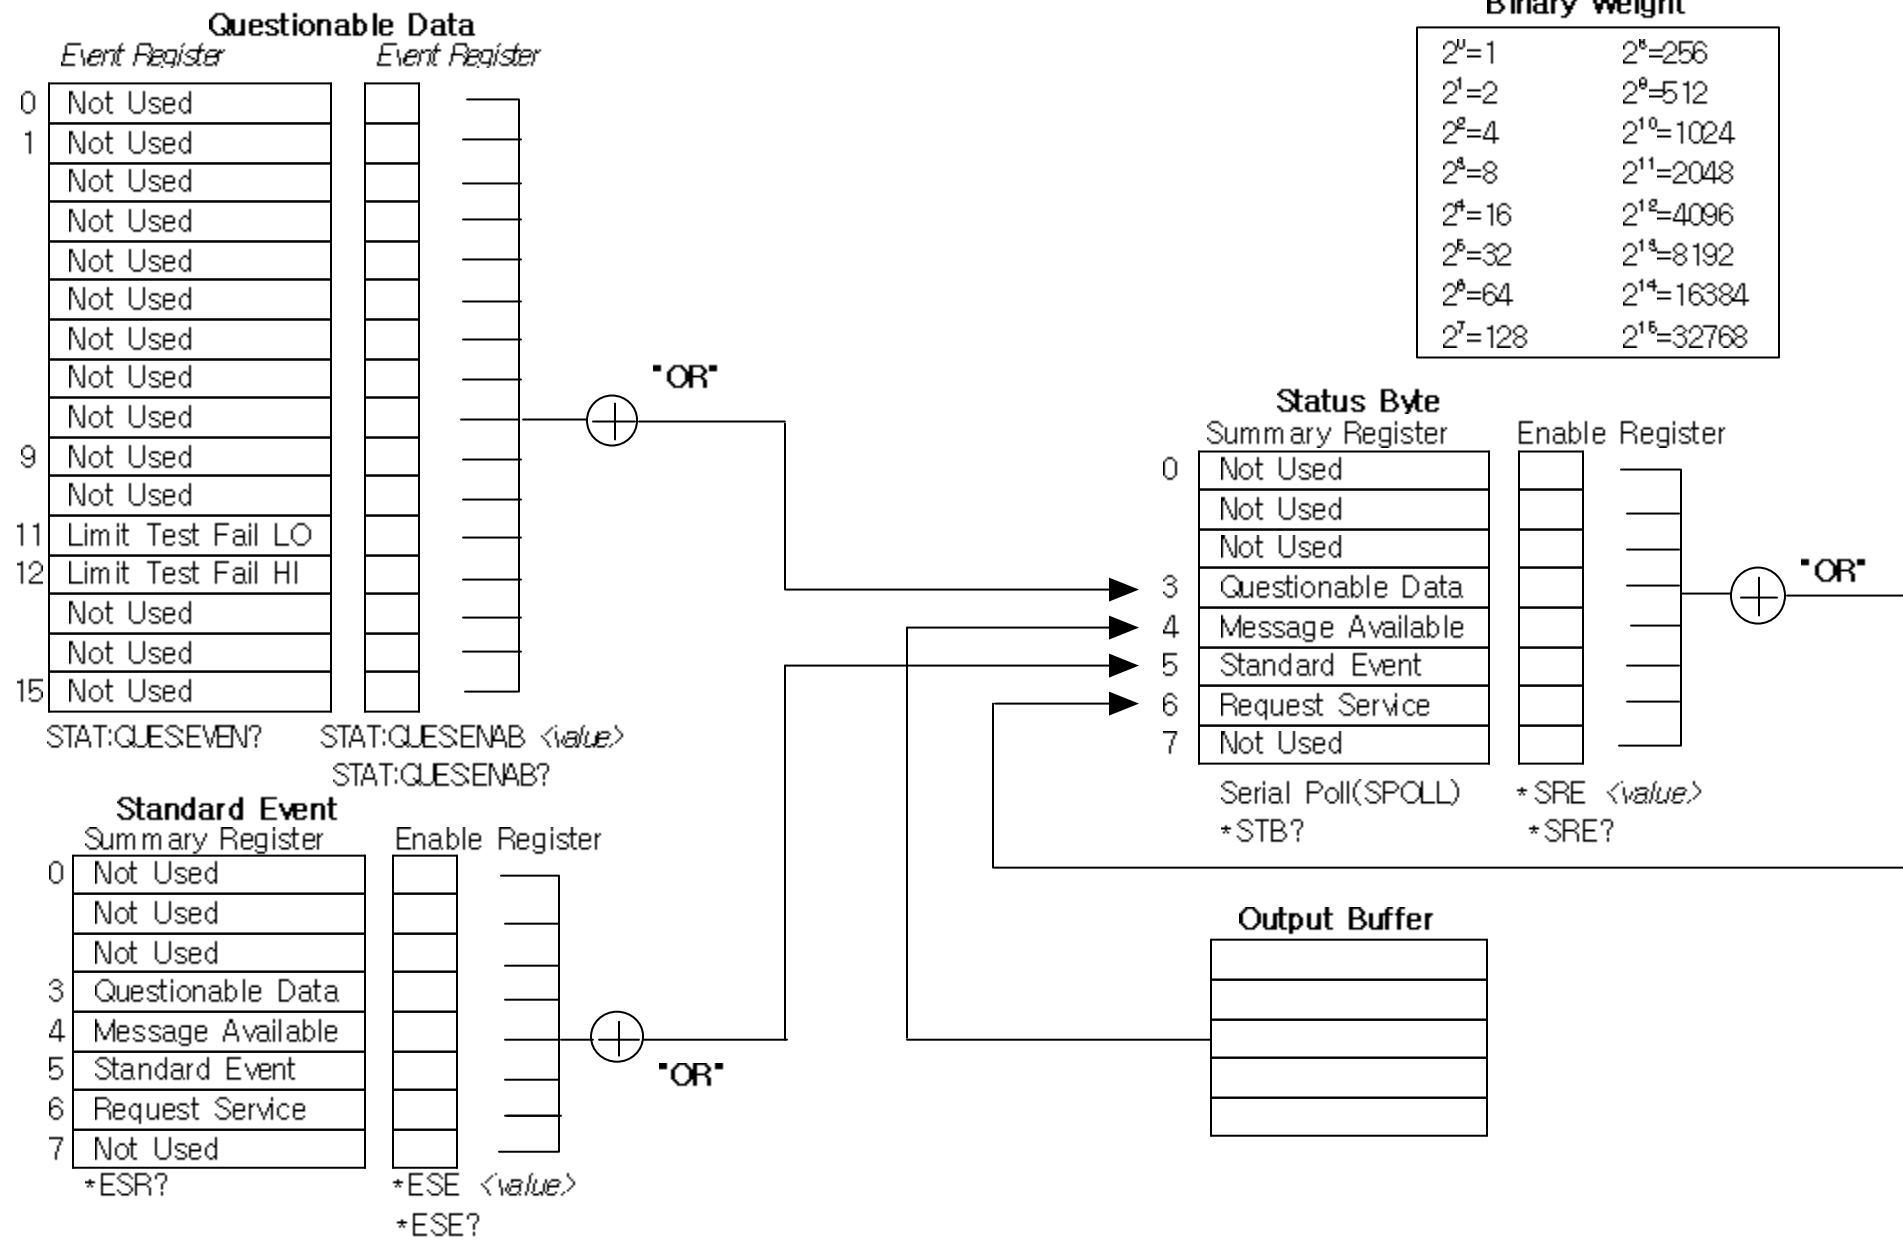 Questionable Data
Event Register Event Register
0 Not Used
1 Not Used
Not Used
Not Used
Not Used
Not Used
Not Used
Not Used
Not Used
9 Not Used
Not Used
11 Limit Test Fail LO
12 Limit Test Fail HI
Not Used
Not Used
15 Not Used
STAT:QUES:EVEN? STAT:QUES:ENAB <value>
STAT:QUES:ENAB?
"OR"
Standard Event
Summary Register Enable Register
0 Not Used
Not Used
Not Used
3 Questionable Data
4 Message Available
5 Standard Event
6 Request Service
7 Not Used
*ESR? *ESE <value>
*ESE?
"OR"
Binary Weight
2⁰=1 2⁸=256
2¹=2 2⁹=512
2²=4 2¹⁰=1024
2³=8 2¹¹=2048
2⁴=16 2¹²=4096
2⁵=32 2¹³=8192
2⁶=64 2¹⁴=16384
2⁷=128 2¹⁵=32768
Status Byte
Summary Register Enable Register
0 Not Used
Not Used
Not Used
3 Questionable Data
4 Message Available
5 Standard Event
6 Request Service
7 Not Used
Serial Poll(SPOLL) *SRE <value>
*STB? *SRE?
"OR"
Output Buffer